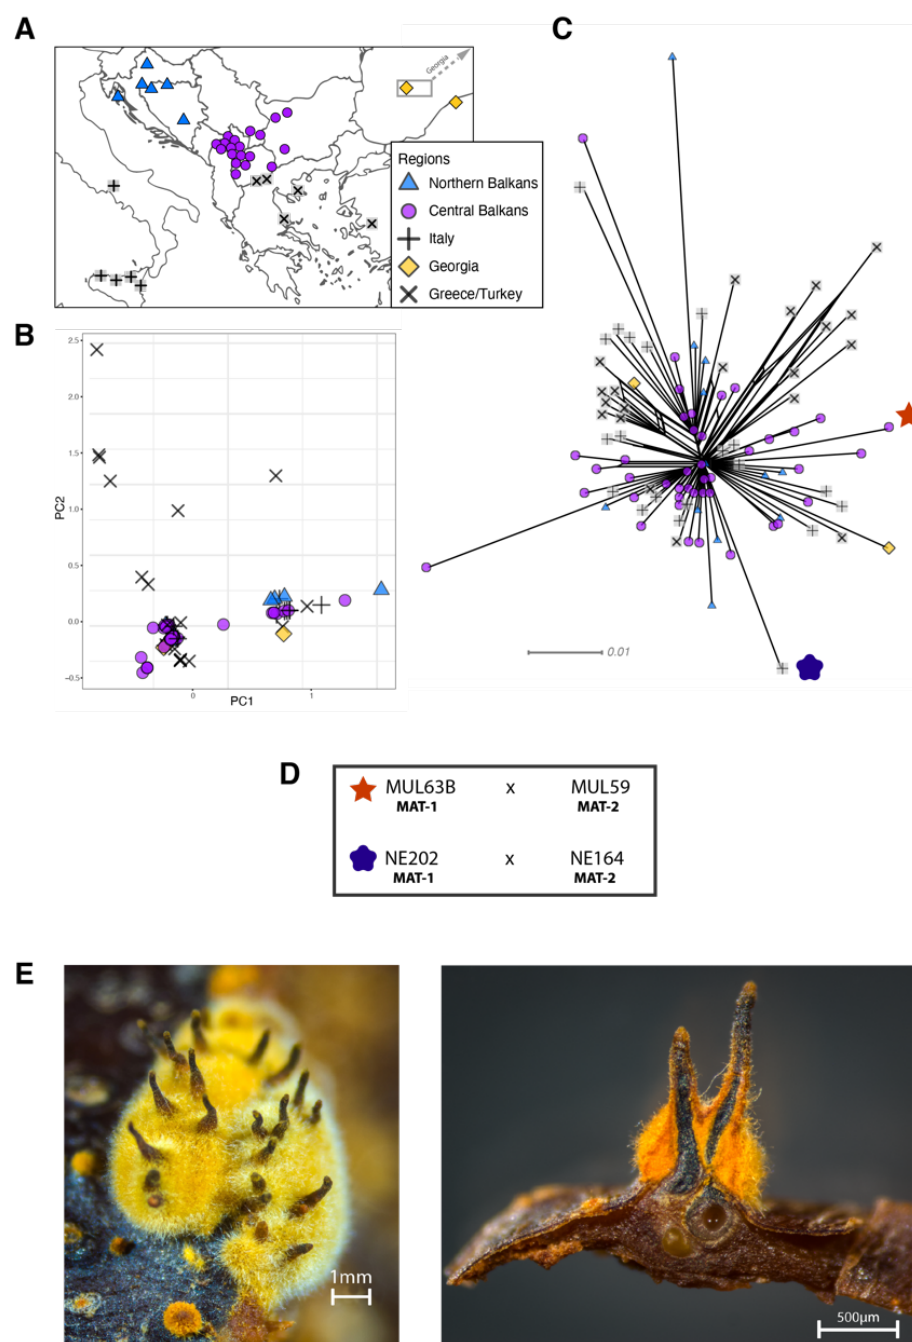 A
Georgia
Regions
Northern Balkans
Central Balkans
Italy
Georgia
Greece/Turkey
B
2.5
2.0
1.5
1.0
0.5
0.0
−0.5
PC2
0
1
PC1
C
0.01
D
MUL63B x MUL59
MAT-1 MAT-2
NE202 x NE164
MAT-1 MAT-2
E
1mm
500µm